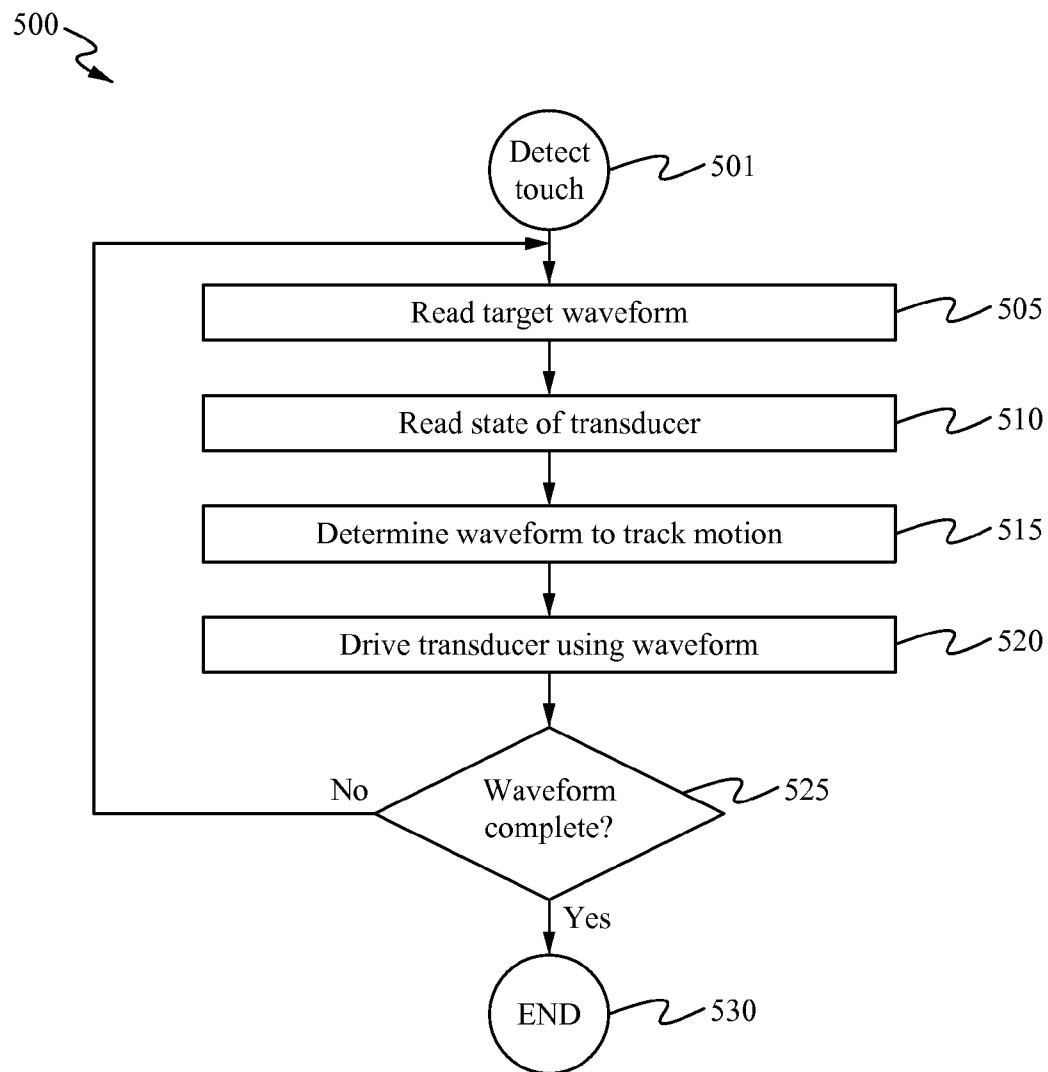 500
Detect
touch
501
Read target waveform
505
Read state of transducer
510
Determine waveform to track motion
515
Drive transducer using waveform
520
No
Waveform
complete?
525
Yes
END
530